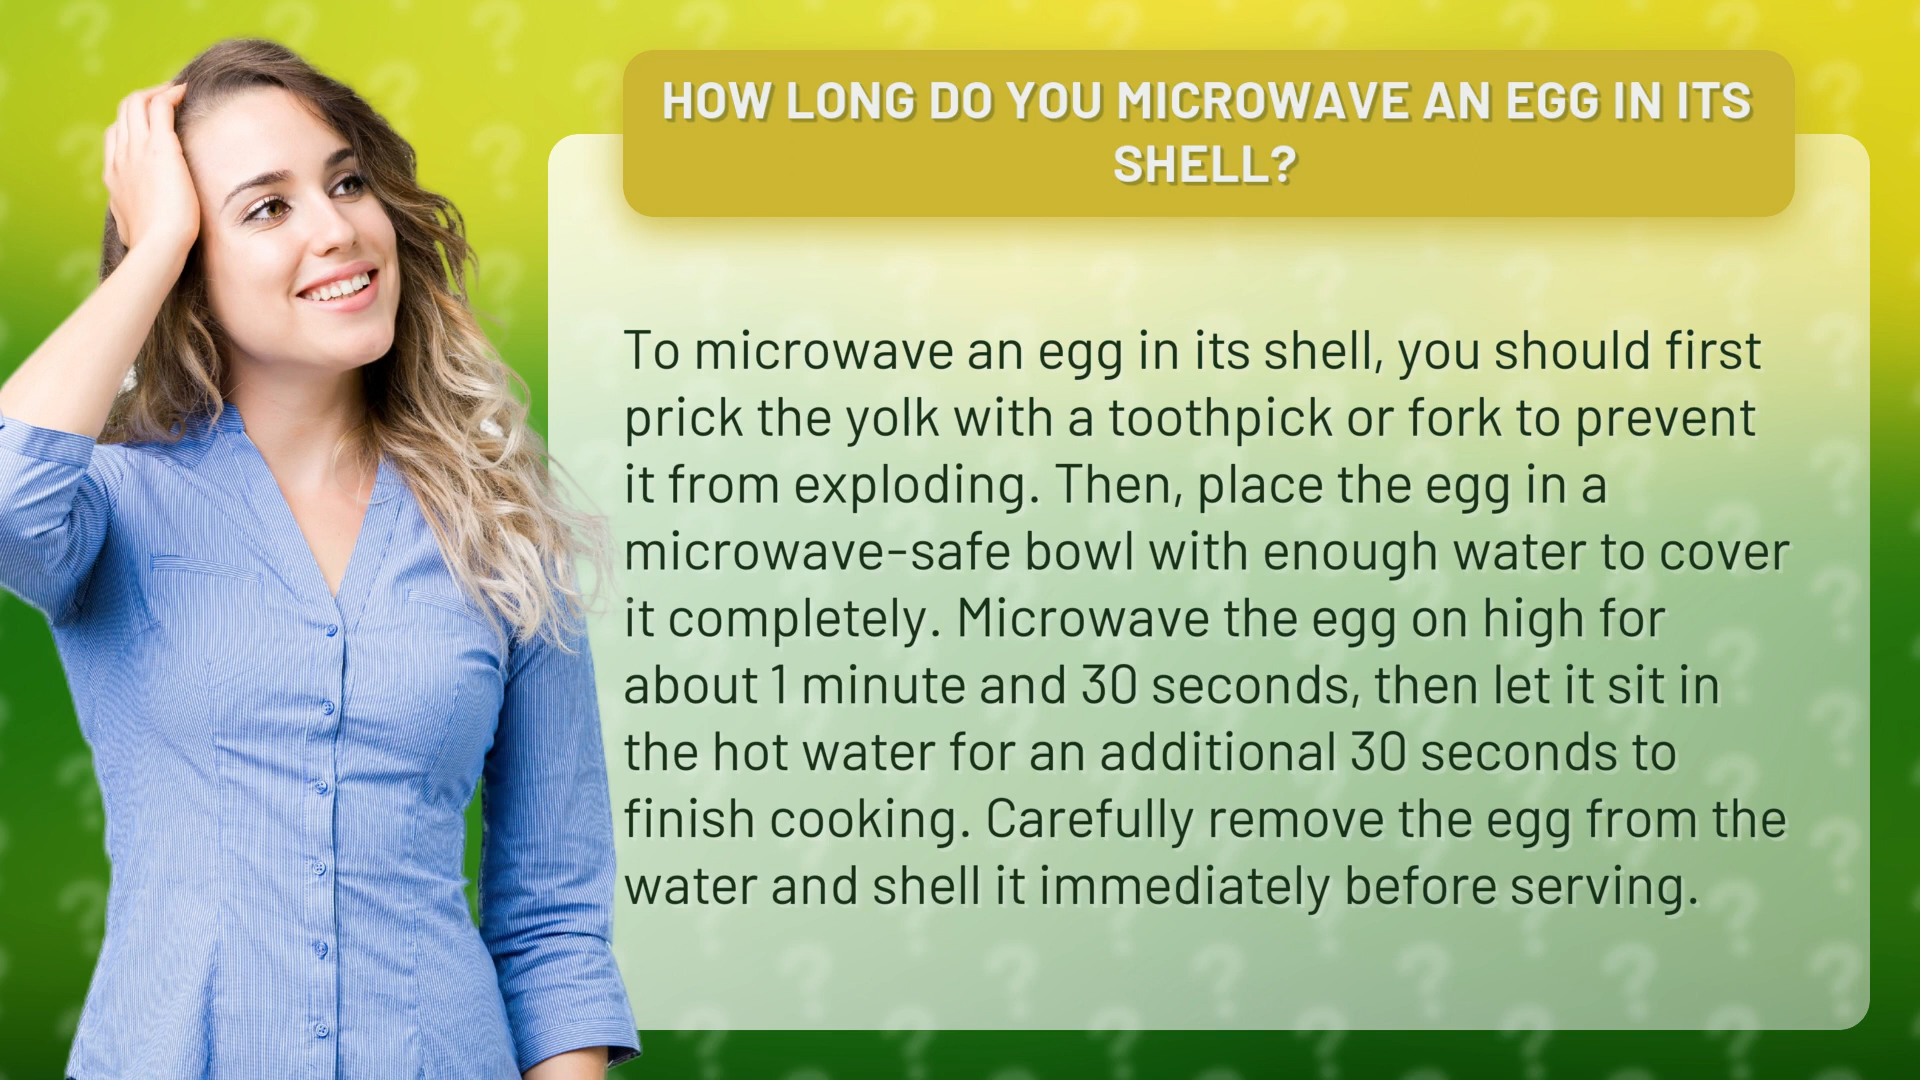 HOW LONG DO YOU MICROWAVE AN EGG IN ITS
SHELL?
To microwave an egg in its shell, you should first
prick the yolk with a toothpick or fork to prevent
it from exploding. Then, place the egg in a
microwave-safe bowl with enough water to cover
it completely. Microwave the egg on high for
about 1 minute and 30 seconds, then let it sit in
the hot water for an additional 30 seconds to
finish cooking. Carefully remove the egg from the
water and shell it immediately before serving.